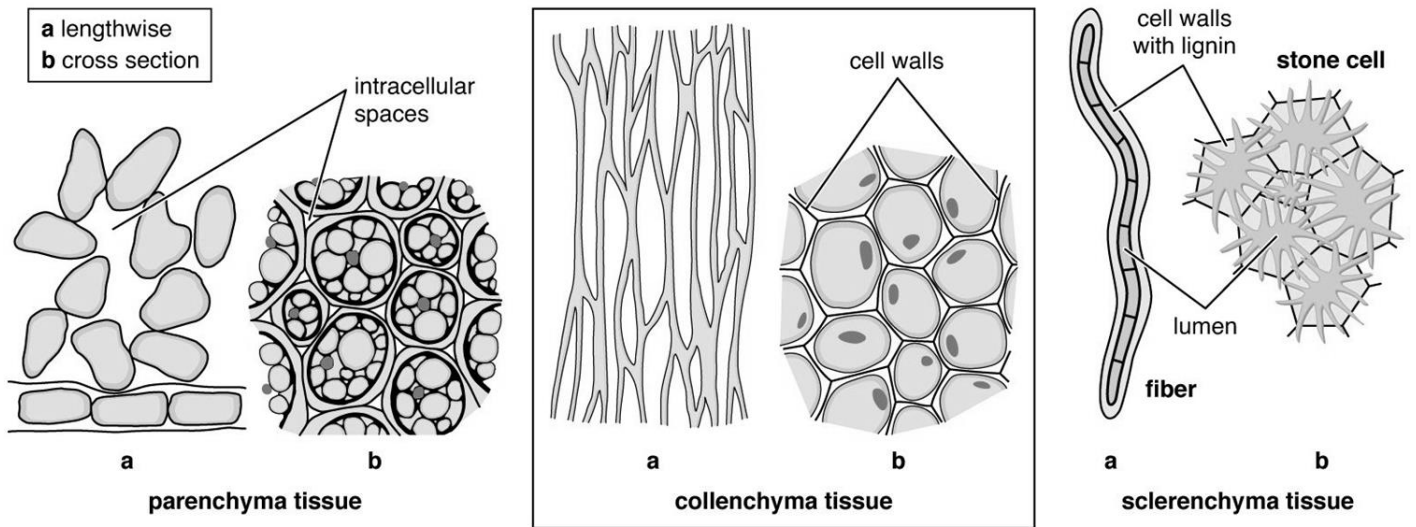 a lengthwise
b cross section
intracellular
spaces
a
b
parenchyma tissue
cell walls
a
b
collenchyma tissue
cell walls
with lignin
stone cell
lumen
fiber
a
b
sclerenchyma tissue